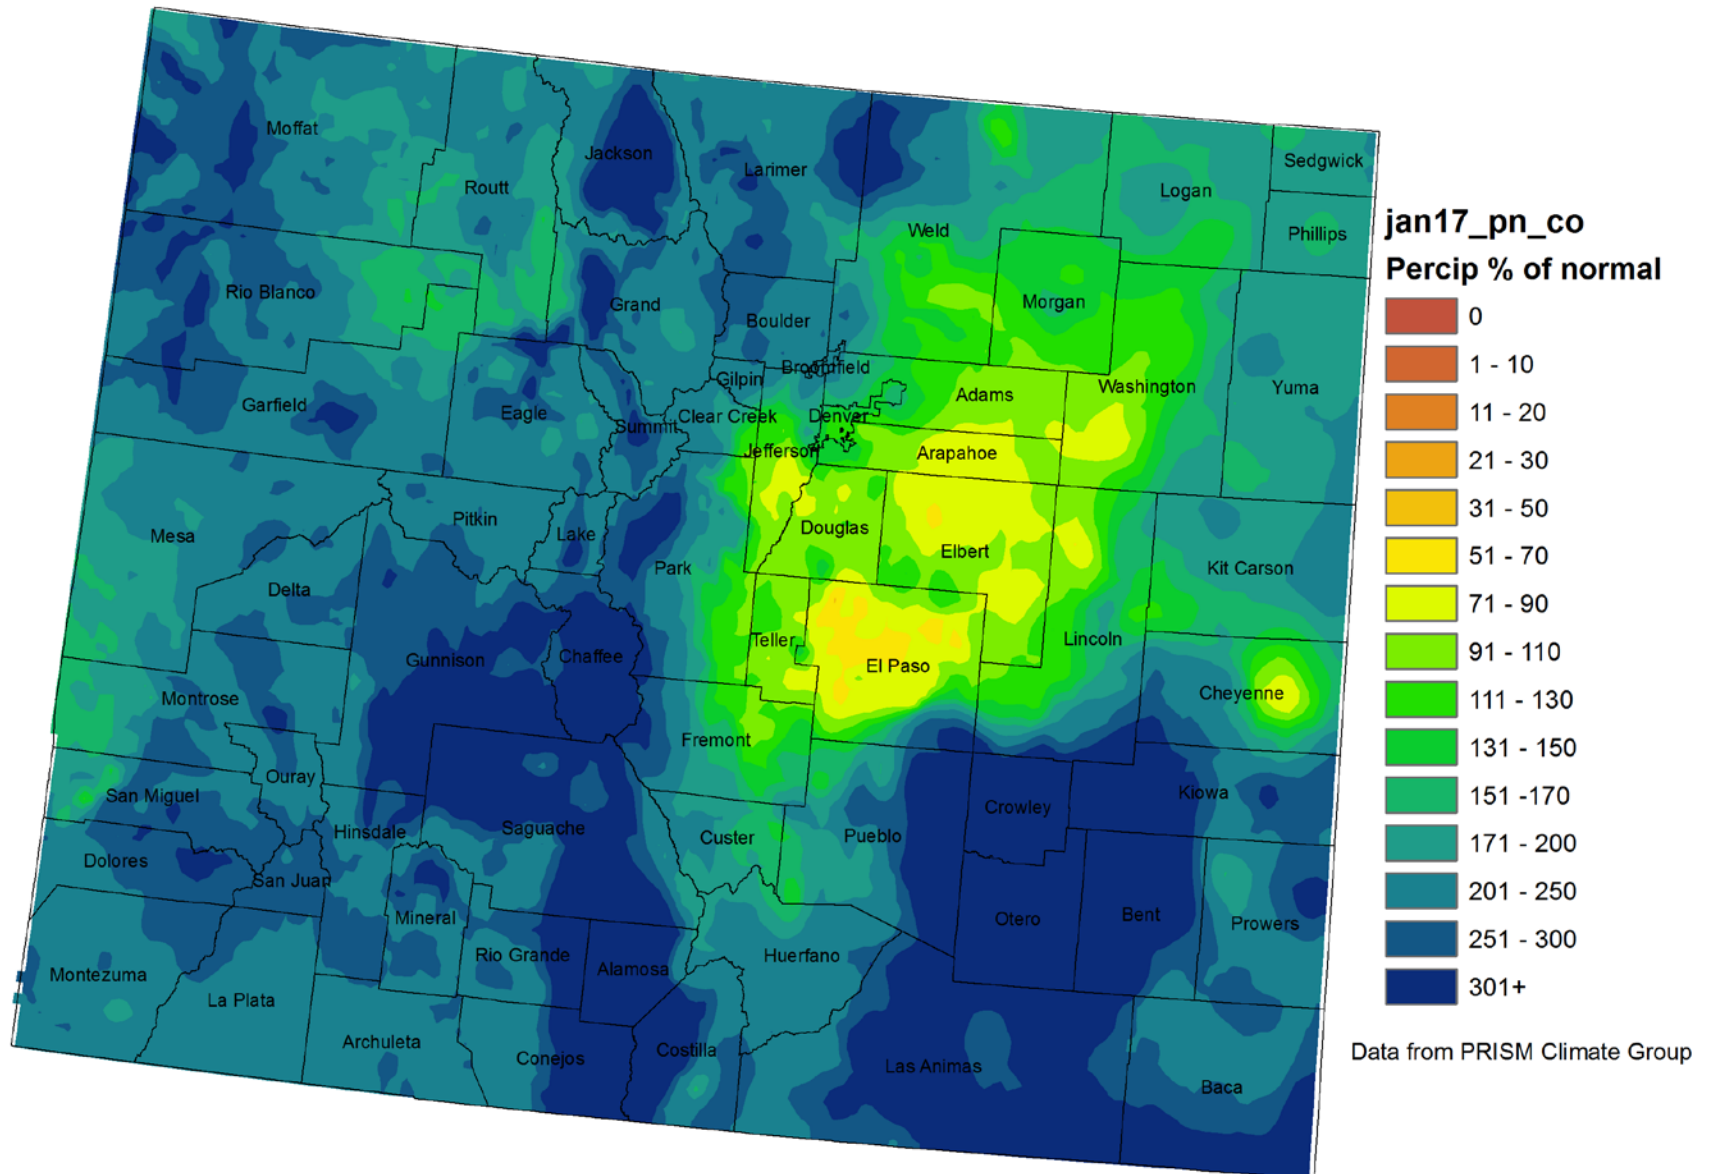 Moffat
Jackson
Larimer
Sedgwick
Routt
Logan
Weld
Phillips
Rio Blanco
Grand
Morgan
Boulder
Broomfield
Gilpin
Garfield
Eagle
Summit
Clear Creek
Denver
Adams
Washington
Yuma
Jefferson
Arapahoe
Mesa
Pitkin
Lake
Park
Douglas
Elbert
Kit Carson
Delta
Gunnison
Chaffee
Teller
El Paso
Lincoln
Cheyenne
Montrose
Fremont
Ouray
San Miguel
Hinsdale
Saguache
Custer
Pueblo
Crowley
Kiowa
Dolores
San Juan
Mineral
Rio Grande
Alamosa
Huerfano
Otero
Bent
Prowers
Montezuma
La Plata
Archuleta
Conejos
Costilla
Las Animas
Baca
jan17_pn_co
Percip % of normal
0
1 - 10
11 - 20
21 - 30
31 - 50
51 - 70
71 - 90
91 - 110
111 - 130
131 - 150
151 -170
171 - 200
201 - 250
251 - 300
301+
Data from PRISM Climate Group